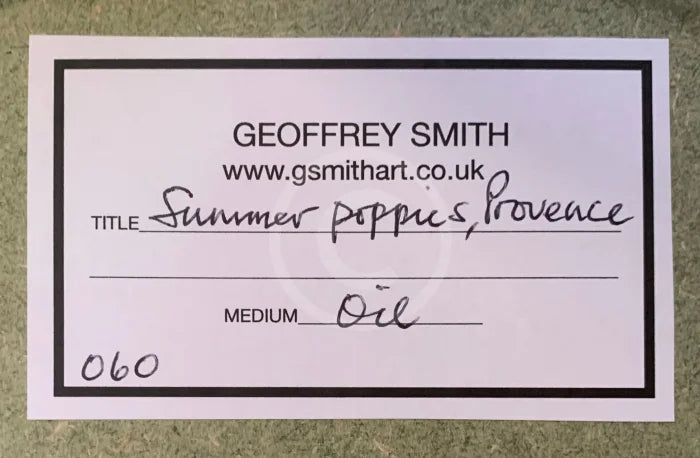 GEOFFREY SMITH
www.gsmithart.co.uk
TITLE Summer poppies, Provence
MEDIUM Oil
060